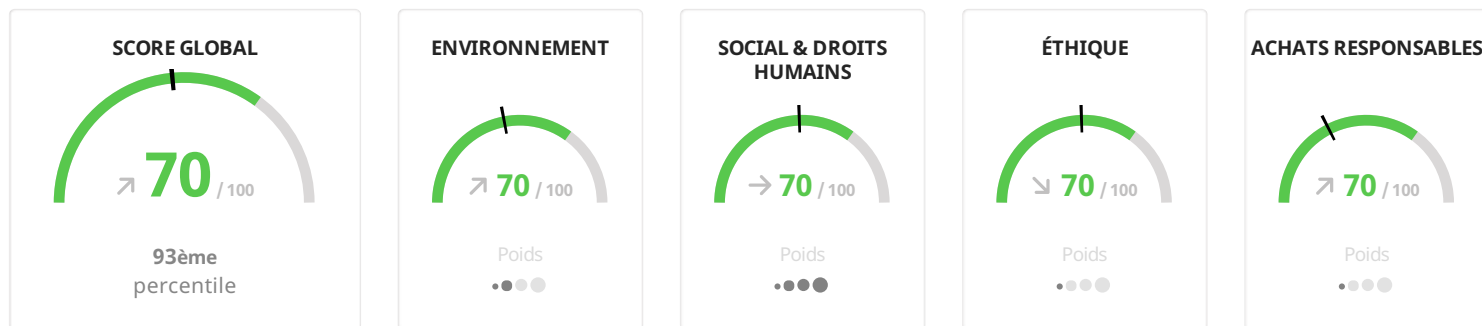 SCORE GLOBAL
70 / 100
93ème
percentile
ENVIRONNEMENT
70 / 100
Poids
SOCIAL & DROITS
HUMAINS
70 / 100
Poids
ÉTHIQUE
70 / 100
Poids
ACHATS RESPONSABLES
70 / 100
Poids